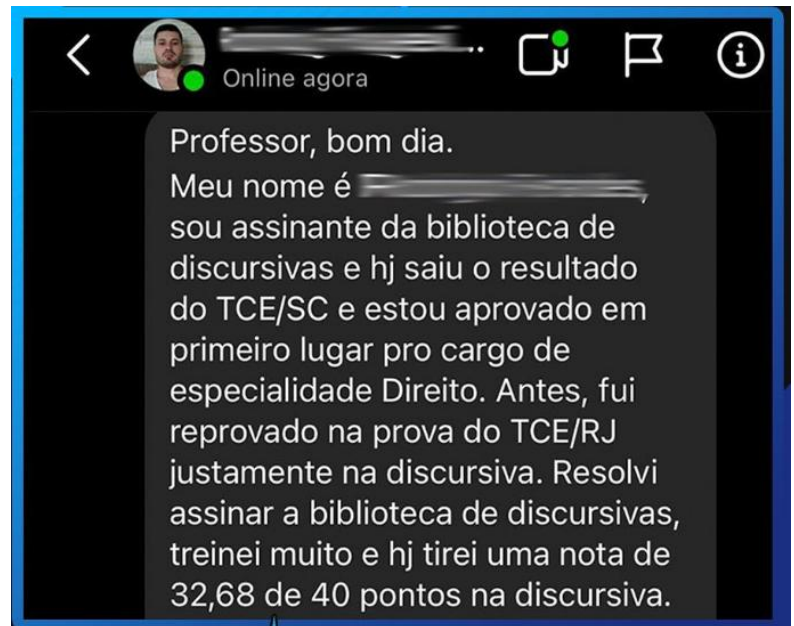 Online agora
Professor, bom dia.
Meu nome é
sou assinante da biblioteca de
discursivas e hj saiu o resultado
do TCE/SC e estou aprovado em
primeiro lugar pro cargo de
especialidade Direito. Antes, fui
reprovado na prova do TCE/RJ
justamente na discursiva. Resolvi
assinar a biblioteca de discursivas,
treinei muito e hj tirei uma nota de
32,68 de 40 pontos na discursiva.